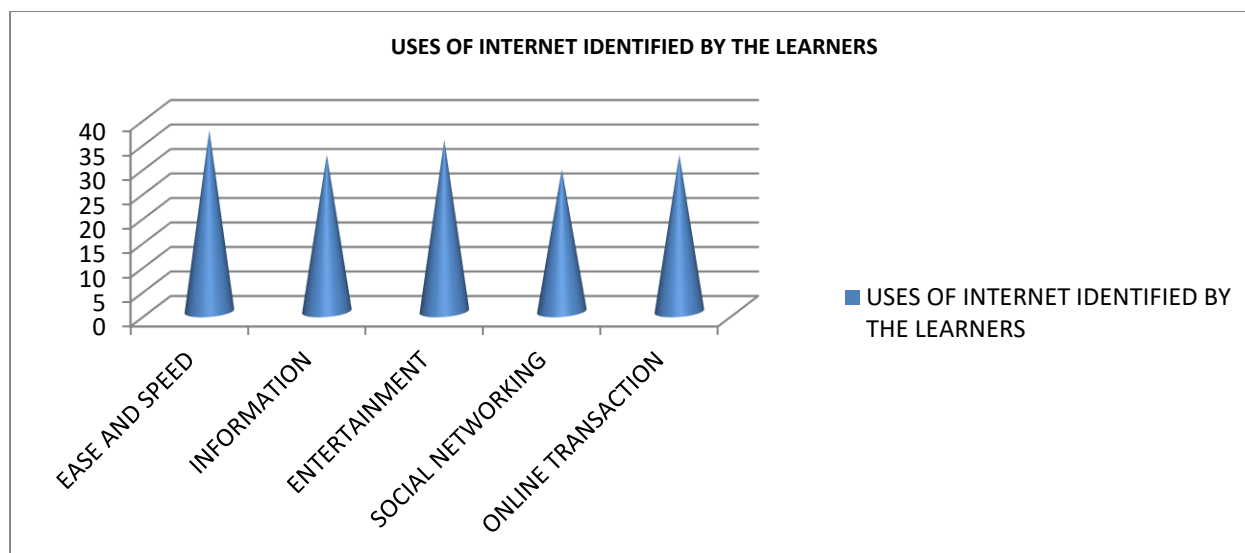 USES OF INTERNET IDENTIFIED BY THE LEARNERS
40
35
30
25
20
15
10
5
0
EASE AND SPEED
INFORMATION
ENTERTAINMENT
SOCIAL NETWORKING
ONLINE TRANSACTION
USES OF INTERNET IDENTIFIED BY
THE LEARNERS